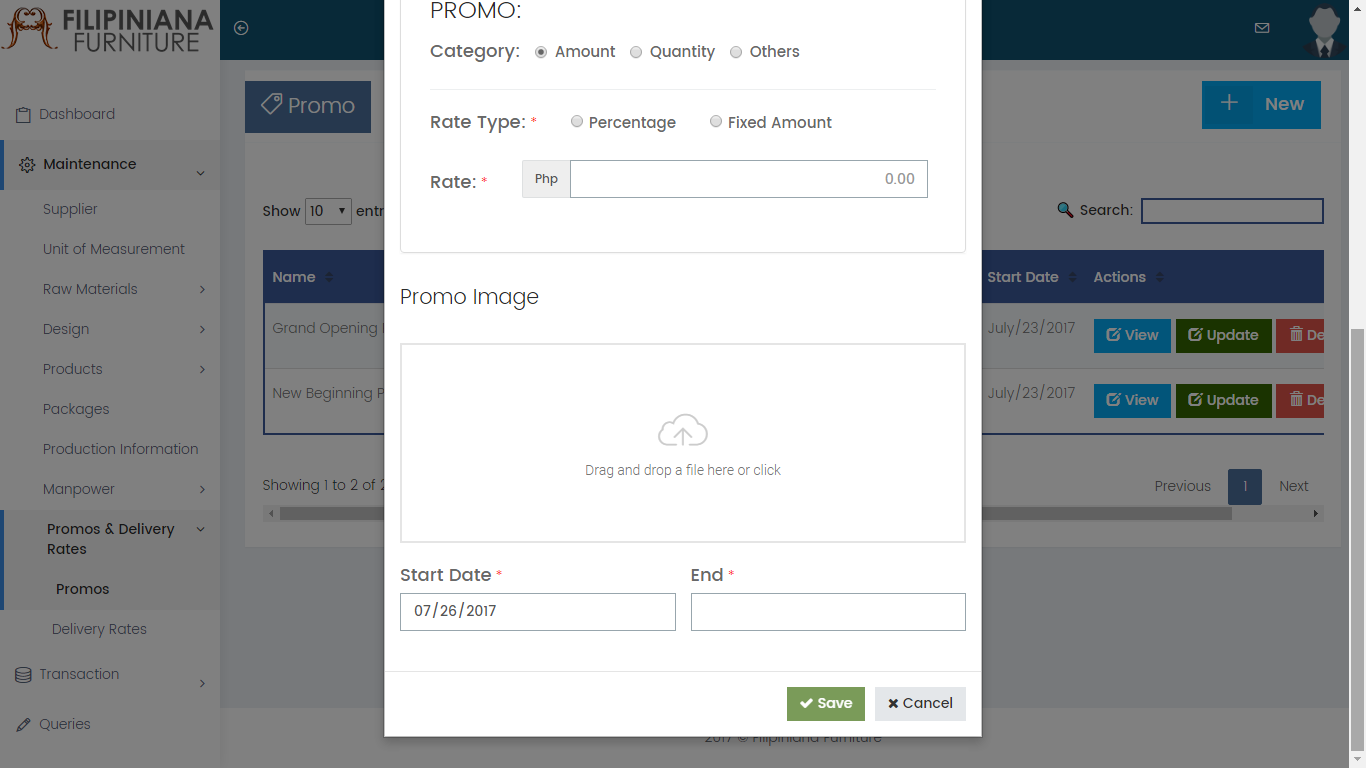 FILIPINIANA
FURNITURE
Dashboard
Maintenance
Supplier
Unit of Measurement
Raw Materials
Design
Products
Packages
Production Information
Manpower
Promos & Delivery
Rates
Promos
Delivery Rates
Transaction
Queries
Promo
New
Show 10 entr
Search:
Name
Start Date Actions
Grand Opening
July/23/2017 View Update De
New Beginning P
July/23/2017 View Update De
Showing 1 to 2 of 2
Previous 1 Next
PROMO:
Category: Amount Quantity Others
Rate Type: * Percentage Fixed Amount
Rate: * Php 0.00
Promo Image
Drag and drop a file here or click
Start Date * End *
07/26/2017
Save Cancel
2017 © Filipiniana Furniture